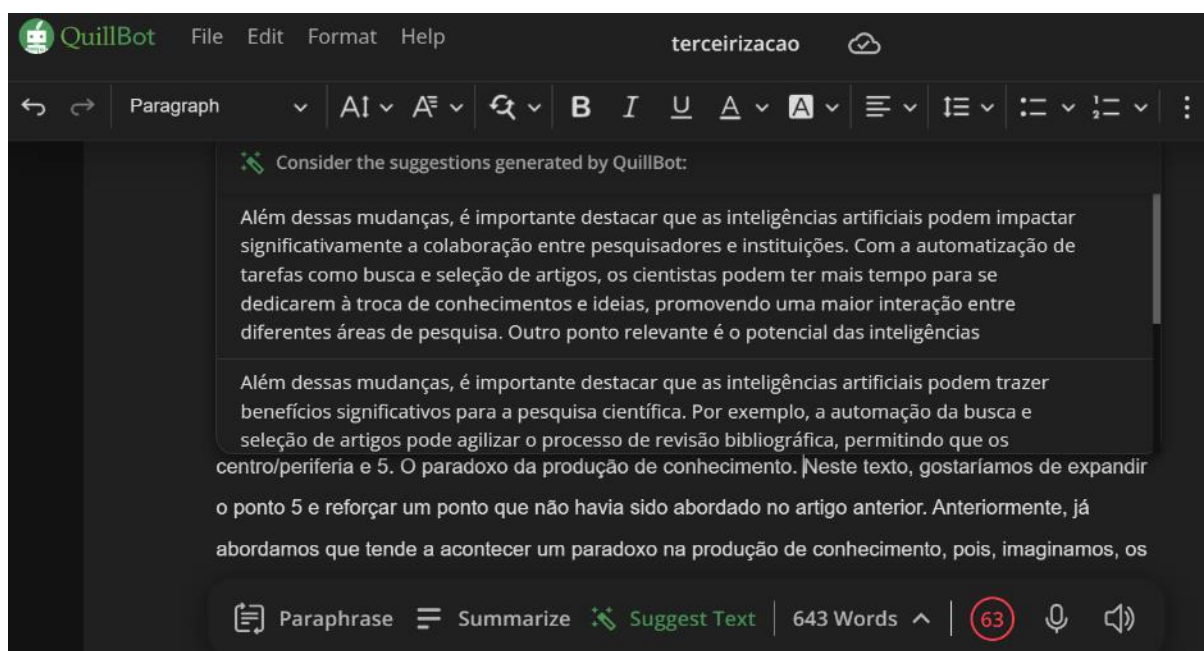 QuillBot File Edit Format Help terceirizacao
Paragraph
Consider the suggestions generated by QuillBot:
Além dessas mudanças, é importante destacar que as inteligências artificiais podem impactar
significativamente a colaboração entre pesquisadores e instituições. Com a automatização de
tarefas como busca e seleção de artigos, os cientistas podem ter mais tempo para se
dedicarem à troca de conhecimentos e ideias, promovendo uma maior interação entre
diferentes áreas de pesquisa. Outro ponto relevante é o potencial das inteligências
Além dessas mudanças, é importante destacar que as inteligências artificiais podem trazer
benefícios significativos para a pesquisa científica. Por exemplo, a automação da busca e
seleção de artigos pode agilizar o processo de revisão bibliográfica, permitindo que os
centro/periferia e 5. O paradoxo da produção de conhecimento. Neste texto, gostaríamos de expandir
o ponto 5 e reforçar um ponto que não havia sido abordado no artigo anterior. Anteriormente, já
abordamos que tende a acontecer um paradoxo na produção de conhecimento, pois, imaginamos, os
Paraphrase Summarize Suggest Text 643 Words 63